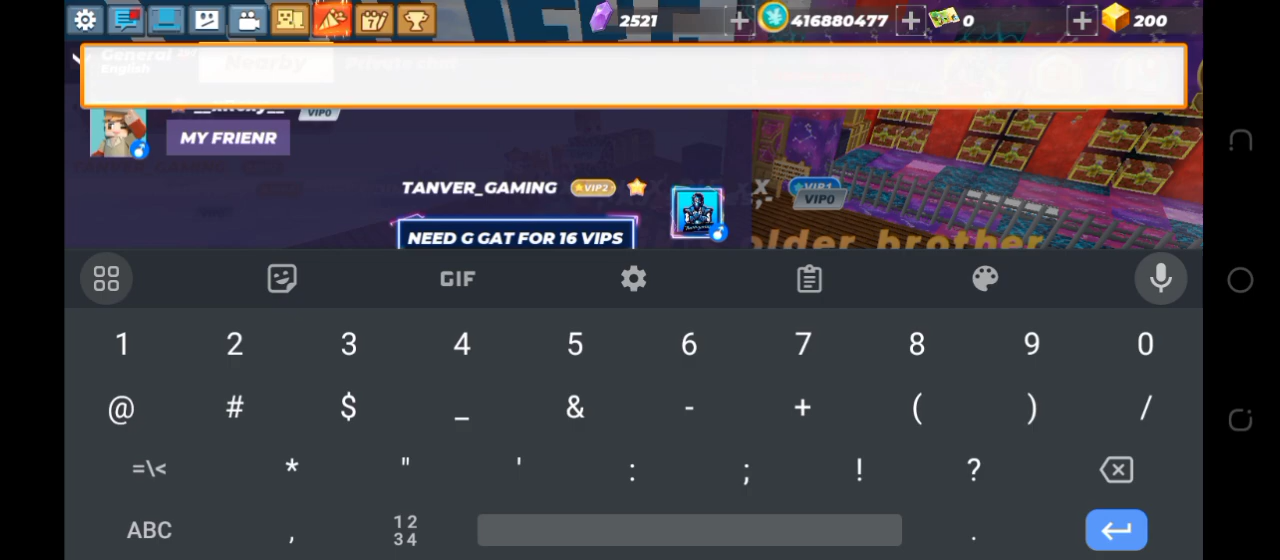 2521
416880477
0
200
General
English
Nearby
Private chat
VIP0
MY FRIENR
TANVER_GAMING VIP2
VIP1
VIP0
NEED G GAT FOR 16 VIPS
older brother
GIF
1 2 3 4 5 6 7 8 9 0
@ # $ _ & - + ( ) /
=\< * " ' : ; ! ?
ABC , 12 34 .